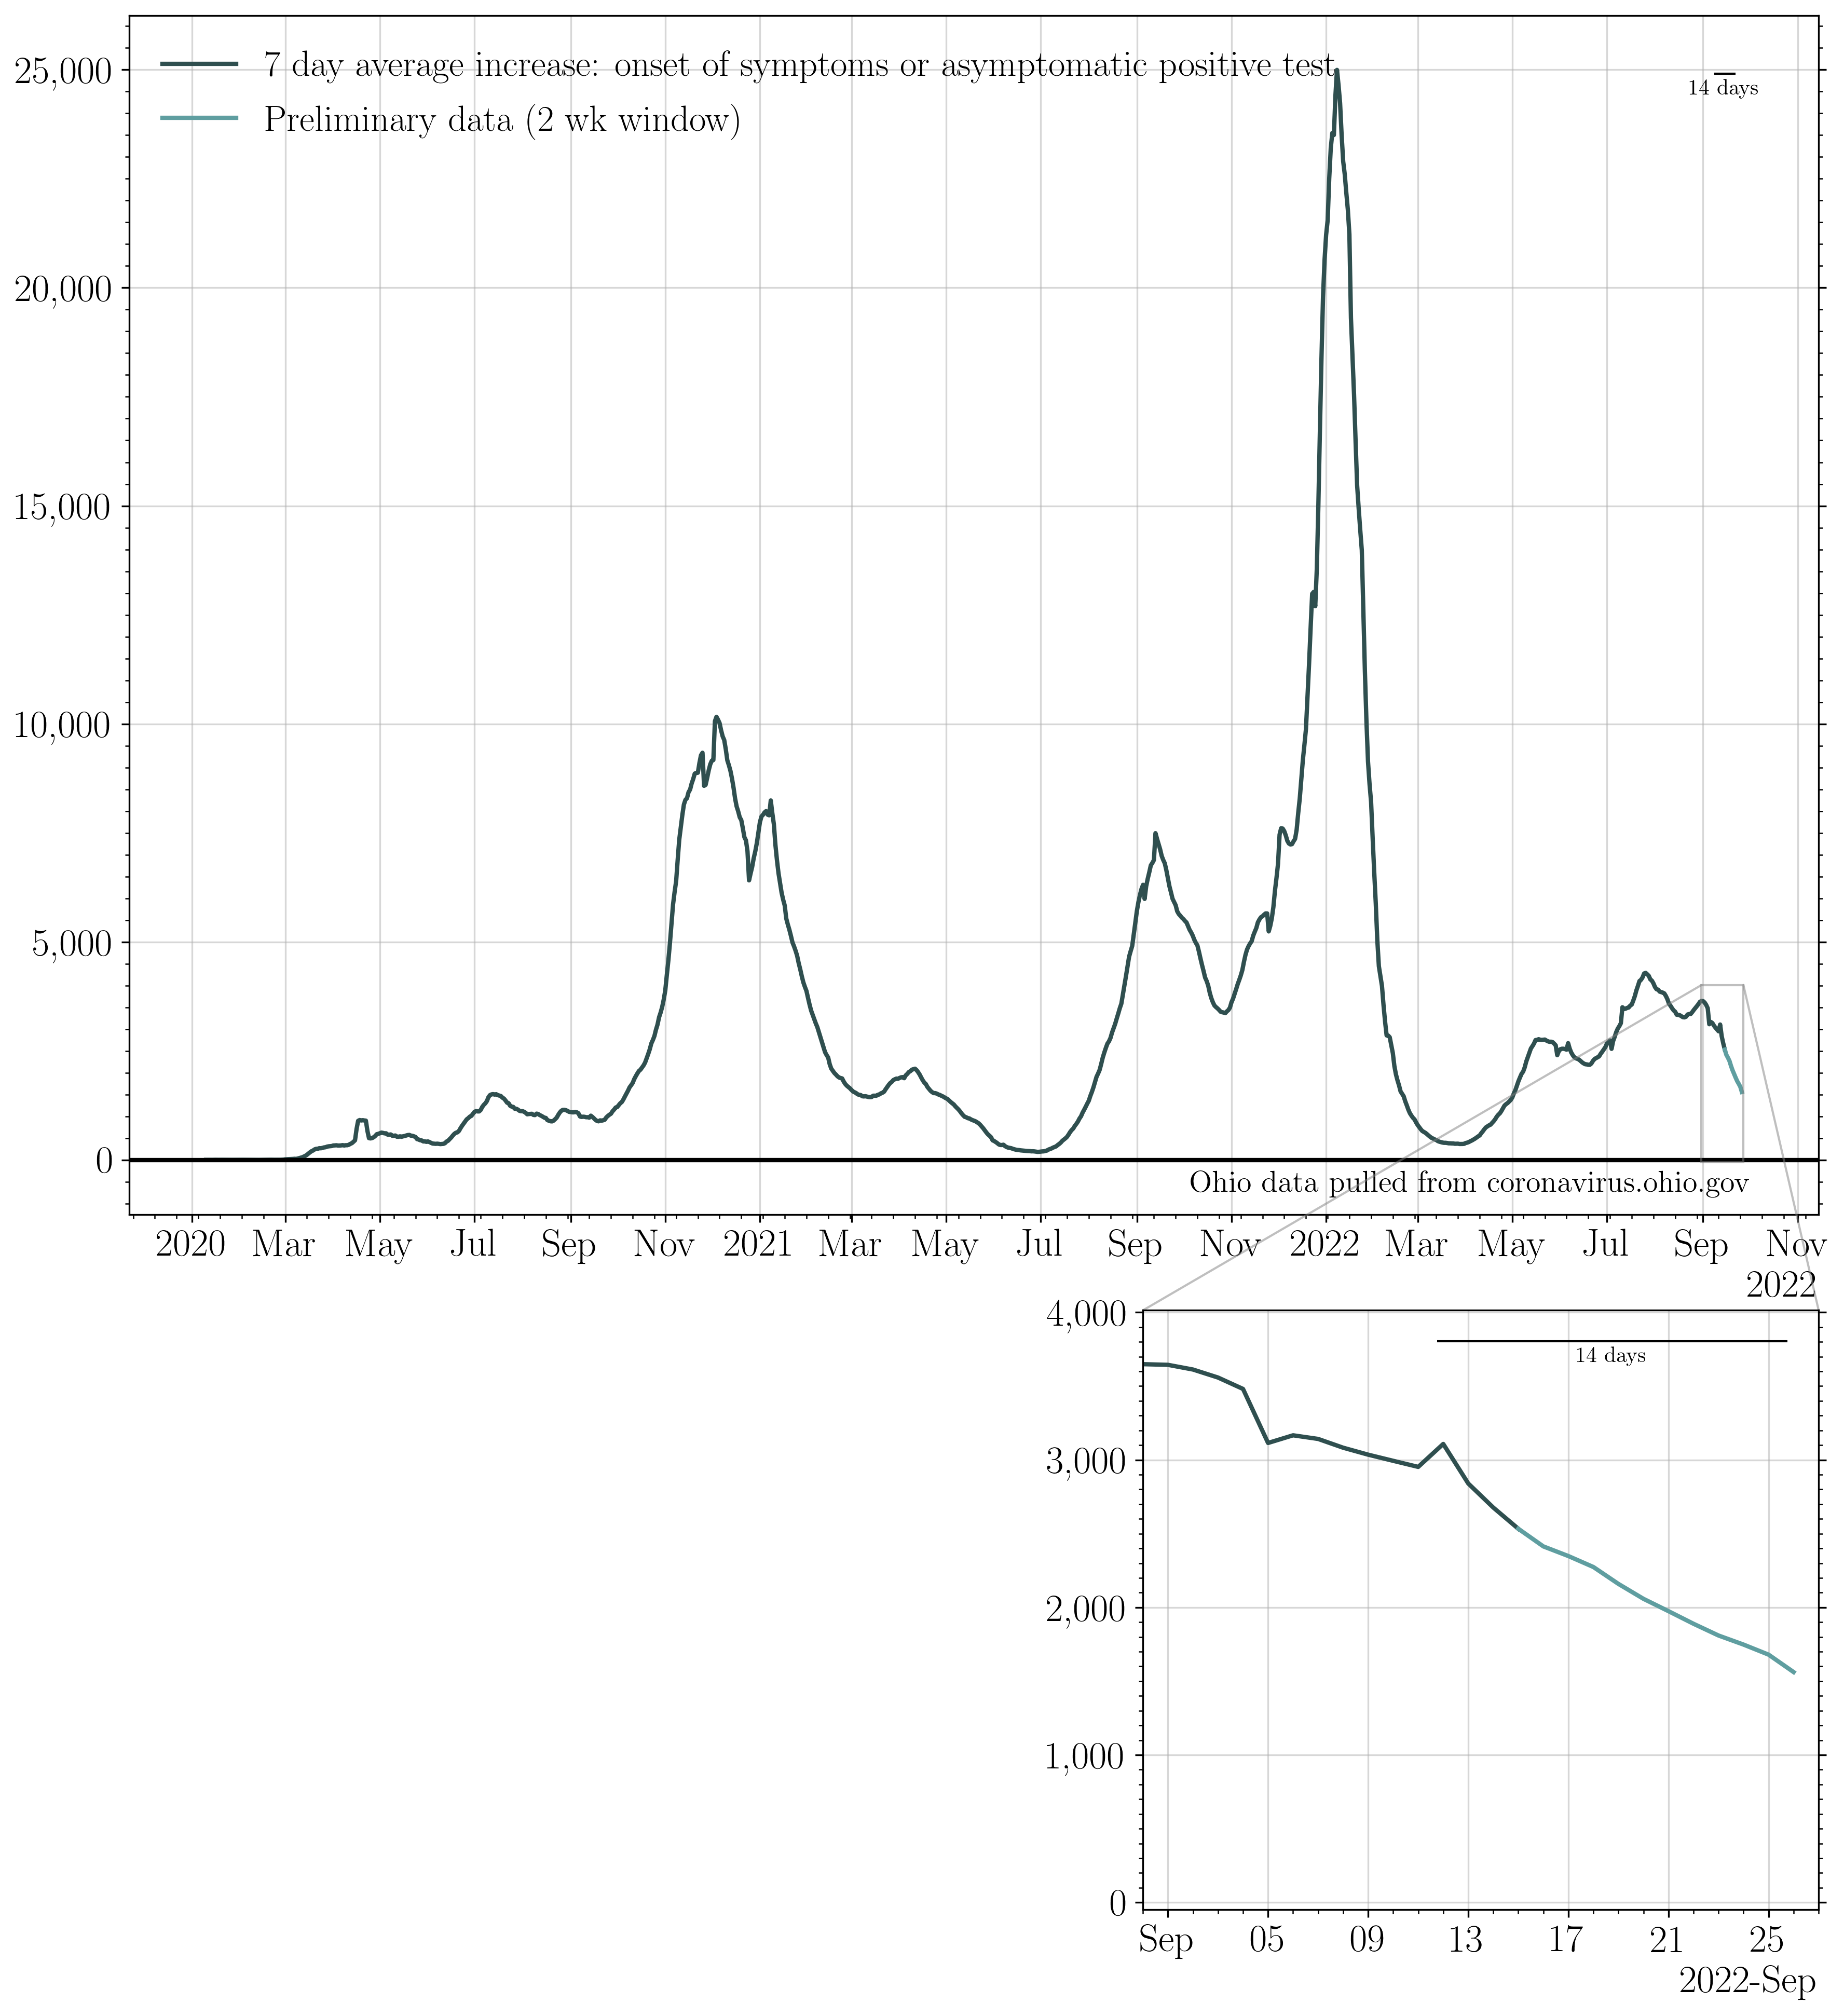 7 day average increase: onset of symptoms or asymptomatic positive test
Preliminary data (2 wk window)
14 days
25,000
20,000
15,000
10,000
5,000
0
Ohio data pulled from coronavirus.ohio.gov
2020 Mar May Jul Sep Nov 2021 Mar May Jul Sep Nov 2022 Mar May Jul Sep Nov
2022
4,000
14 days
3,000
2,000
1,000
0
Sep 05 09 13 17 21 25
2022-Sep